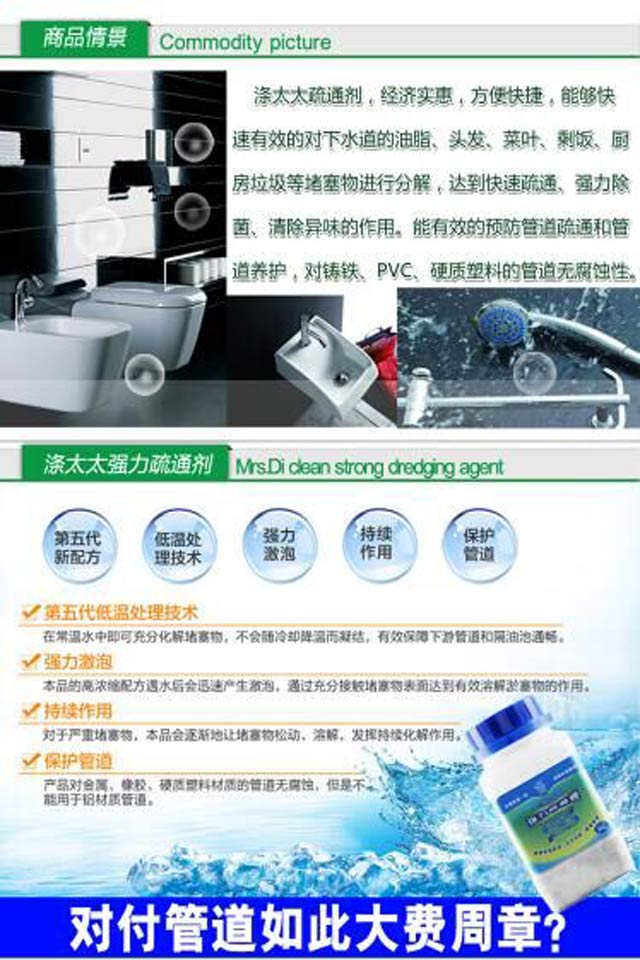 商品情景 Commodity picture
涤太太疏通剂，经济实惠，方便快捷，能够快
速有效的对下水道的油脂、头发、菜叶、剩饭、厨
房垃圾等堵塞物进行分解，达到快速疏通、强力除
菌、清除异味的作用。能有效的预防管道疏通和管
道养护，对铸铁、PVC、硬质塑料的管道无腐蚀性。
涤太太强力疏通剂 Mrs.Di clean strong dredging agent
第五代
新配方
低温处
理技术
强力
激泡
持续
作用
保护
管道
第五代低温处理技术
在常温水中即可充分化解堵塞物，不会随冷却降温而凝结，有效保障下游管道和隔油池通畅。
强力激泡
本品的高浓缩配方遇水后会迅速产生激泡，通过充分接触堵塞物表面达到有效溶解淤塞物的作用。
持续作用
对于严重堵塞物，本品会逐渐地让堵塞物松动、溶解，发挥持续化解作用。
保护管道
产品对金属、橡胶、硬质塑料材质的管道无腐蚀，但是不
能用于铝材质管道。
对付管道如此大费周章?